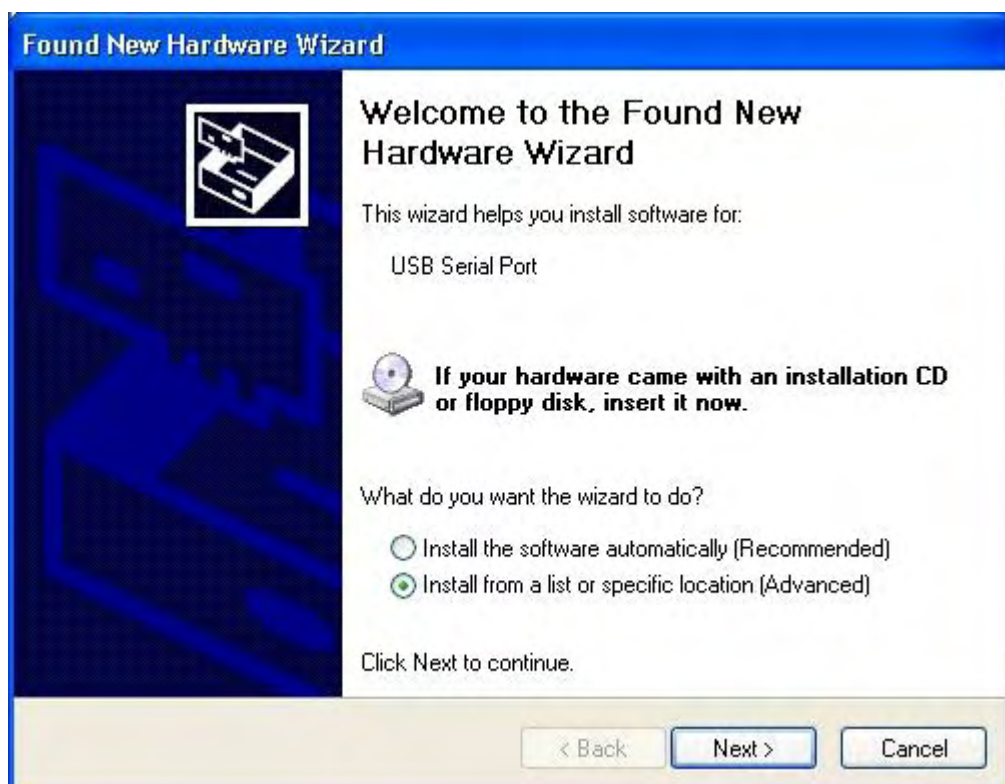 Found New Hardware Wizard
Welcome to the Found New
Hardware Wizard
This wizard helps you install software for:
USB Serial Port
If your hardware came with an installation CD
or floppy disk, insert it now.
What do you want the wizard to do?
Install the software automatically (Recommended)
Install from a list or specific location (Advanced)
Click Next to continue.
< Back Next > Cancel